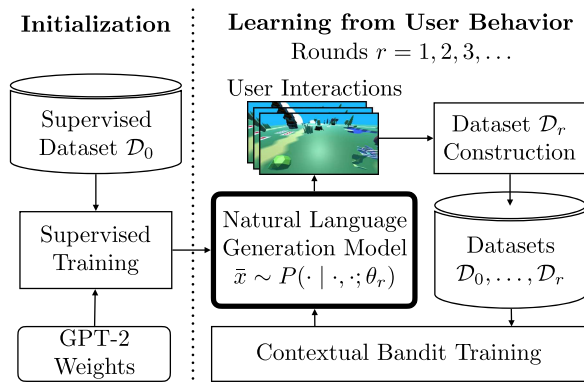 Initialization
Supervised
Dataset 𝒟₀
Supervised
Training
GPT-2
Weights
Learning from User Behavior
Rounds r = 1, 2, 3, . . .
User Interactions
Dataset 𝒟ᵣ
Construction
Natural Language
Generation Model
x̄ ∼ P(· | ·, ·; θᵣ)
Datasets
𝒟₀, . . . , 𝒟ᵣ
Contextual Bandit Training